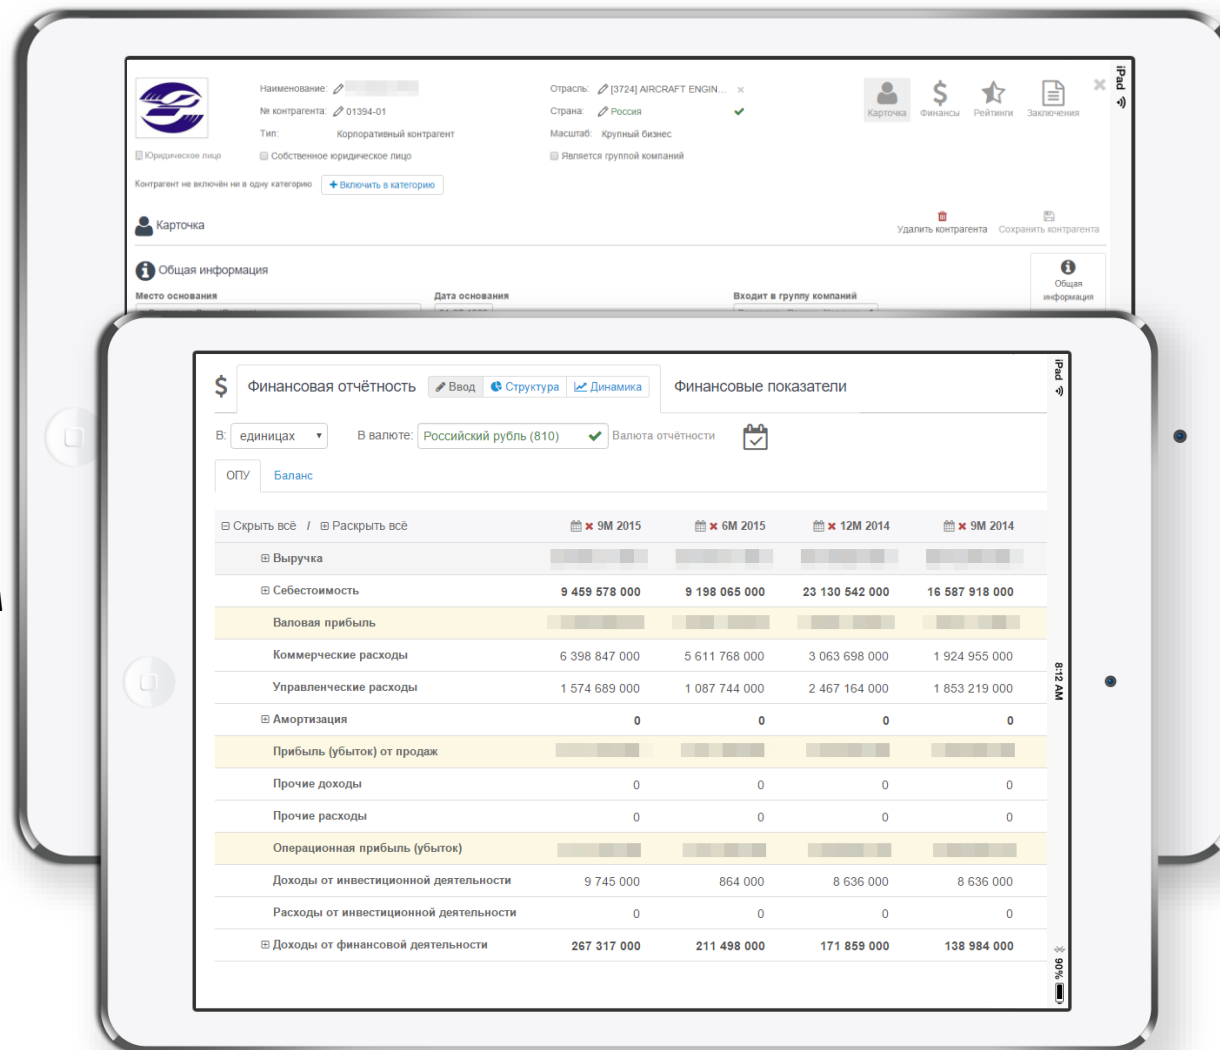 iPad
Наименование:
Отрасль: [3724] AIRCRAFT ENGIN...
№ контрагента: 01394-01
Страна: Россия
Тип: Корпоративный контрагент
Масштаб: Крупный бизнес
Карточка Финансы Рейтинги Заключения
Юридическое лицо
Собственное юридическое лицо
Является группой компаний
Контрагент не включён ни в одну категорию + Включить в категорию
Карточка
Удалить контрагента Сохранить контрагента
Общая информация
Общая
информация
Место основания Дата основания Входит в группу компаний
iPad
$ Финансовая отчётность Ввод Структура Динамика Финансовые показатели
В: единицах В валюте: Российский рубль (810) Валюта отчётности
ОПУ Баланс
Скрыть всё / Раскрыть всё 9М 2015 6М 2015 12М 2014 9М 2014
Выручка
Себестоимость 9 459 578 000 9 198 065 000 23 130 542 000 16 587 918 000
Валовая прибыль
Коммерческие расходы 6 398 847 000 5 611 768 000 3 063 698 000 1 924 955 000
Управленческие расходы 1 574 689 000 1 087 744 000 2 467 164 000 1 853 219 000
Амортизация 0 0 0 0
Прибыль (убыток) от продаж
Прочие доходы 0 0 0 0
Прочие расходы 0 0 0 0
Операционная прибыль (убыток)
Доходы от инвестиционной деятельности 9 745 000 864 000 8 636 000 8 636 000
Расходы от инвестиционной деятельности 0 0 0 0
Доходы от финансовой деятельности 267 317 000 211 498 000 171 859 000 138 984 000
8:12 AM
90%